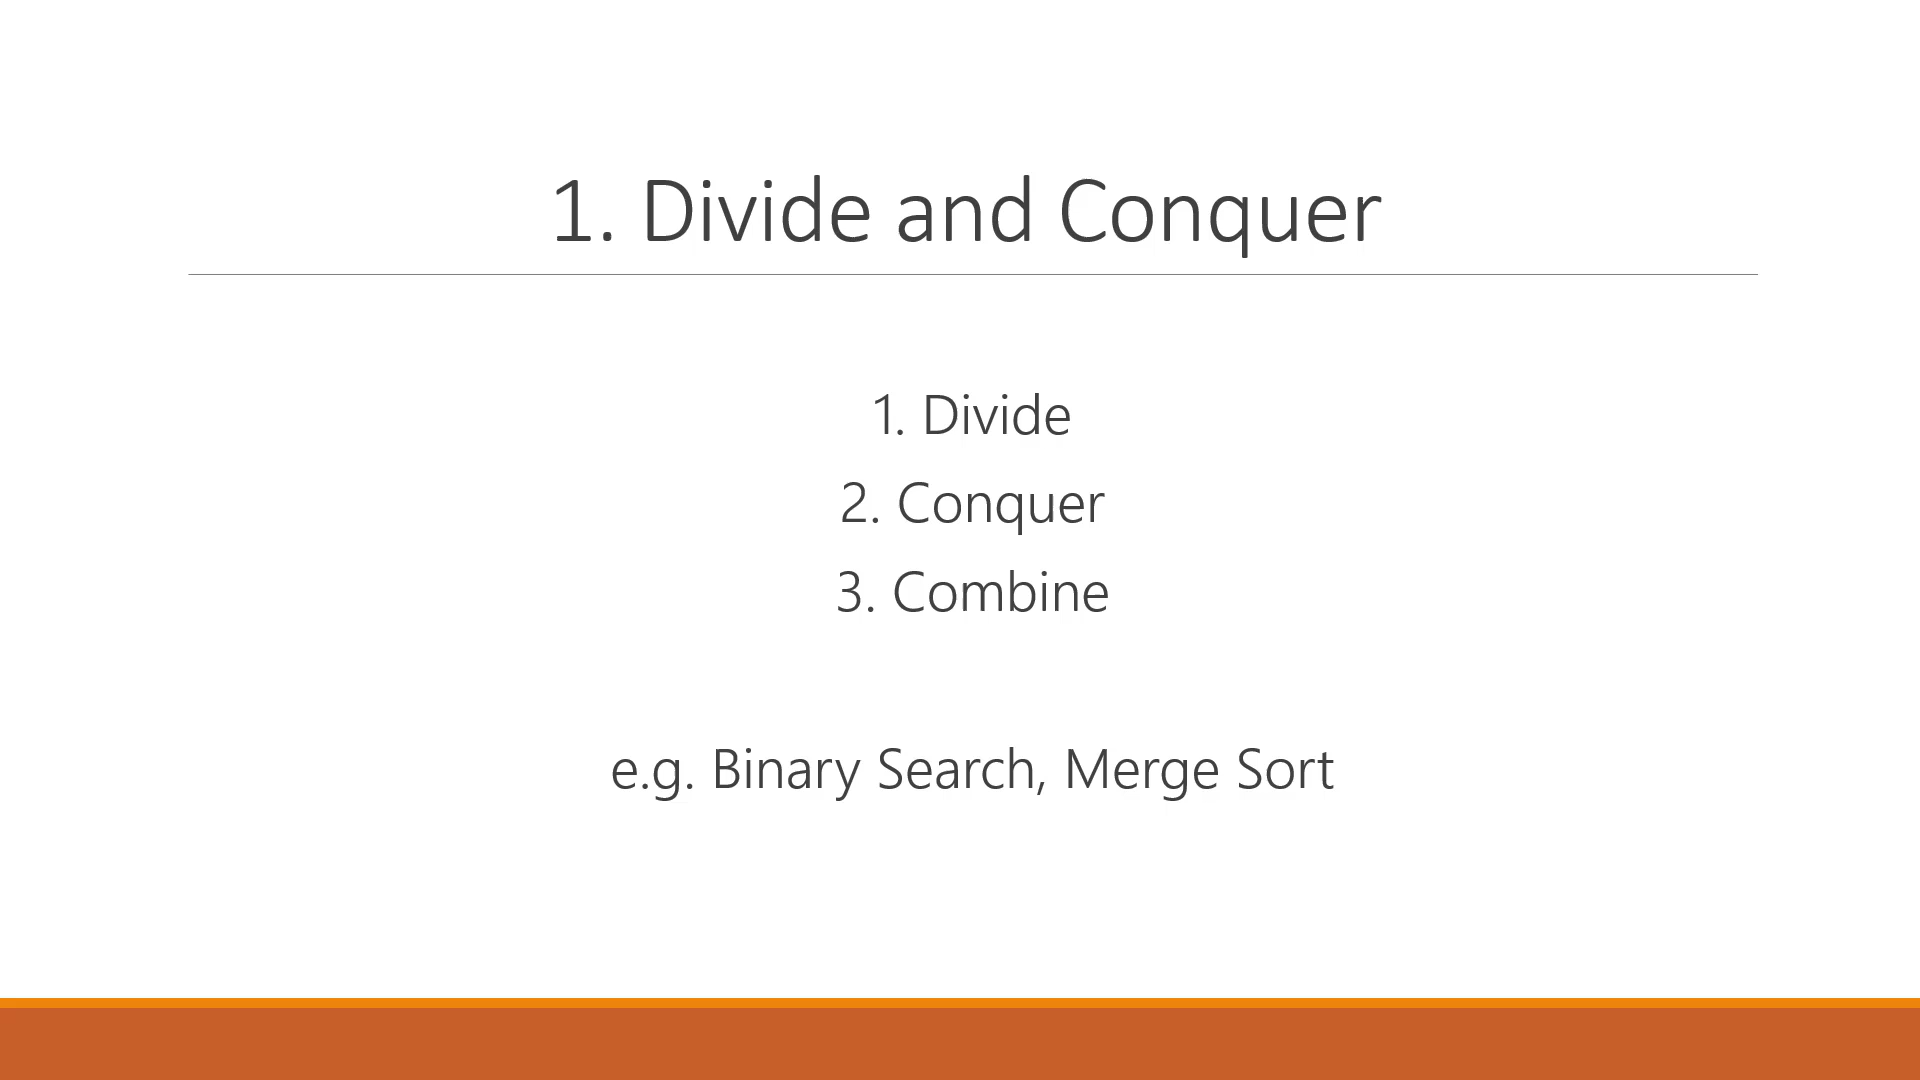 1. Divide and Conquer
1. Divide
2. Conquer
3. Combine
e.g. Binary Search, Merge Sort